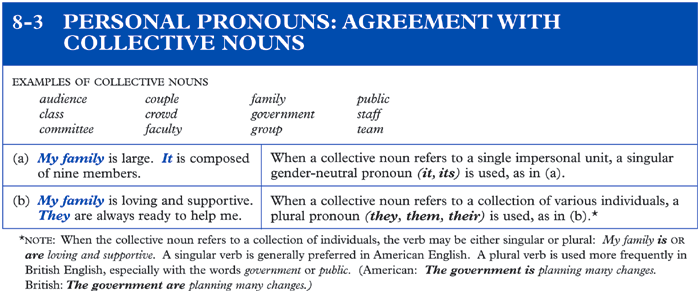 8-3 PERSONAL PRONOUNS: AGREEMENT WITH
COLLECTIVE NOUNS
EXAMPLES OF COLLECTIVE NOUNS
audience couple family public
class crowd government staff
committee faculty group team
(a) My family is large. It is composed
of nine members.
When a collective noun refers to a single impersonal unit, a singular
gender-neutral pronoun (it, its) is used, as in (a).
(b) My family is loving and supportive.
They are always ready to help me.
When a collective noun refers to a collection of various individuals, a
plural pronoun (they, them, their) is used, as in (b).*
*NOTE: When the collective noun refers to a collection of individuals, the verb may be either singular or plural: My family is OR
are loving and supportive. A singular verb is generally preferred in American English. A plural verb is used more frequently in
British English, especially with the words government or public. (American: The government is planning many changes.
British: The government are planning many changes.)